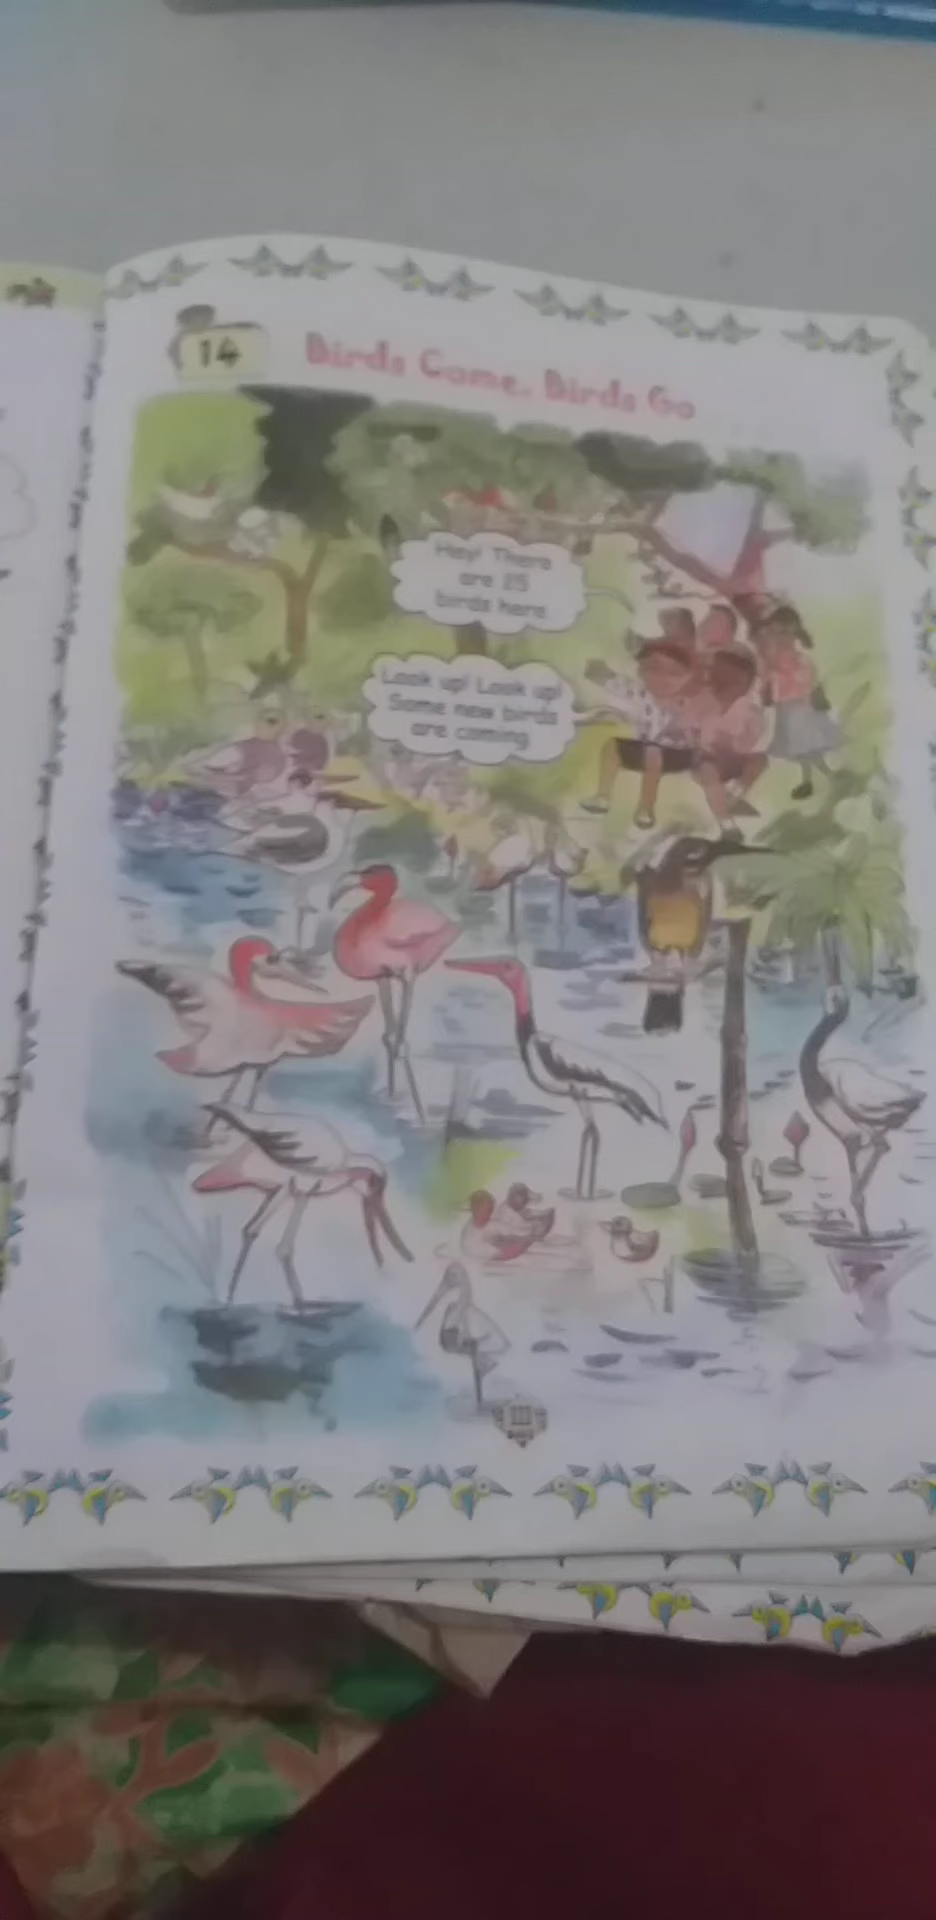 14
Birds Come, Birds Go
Hey! There
are 25
birds here
Look up! Look up!
Some new birds
are coming
111